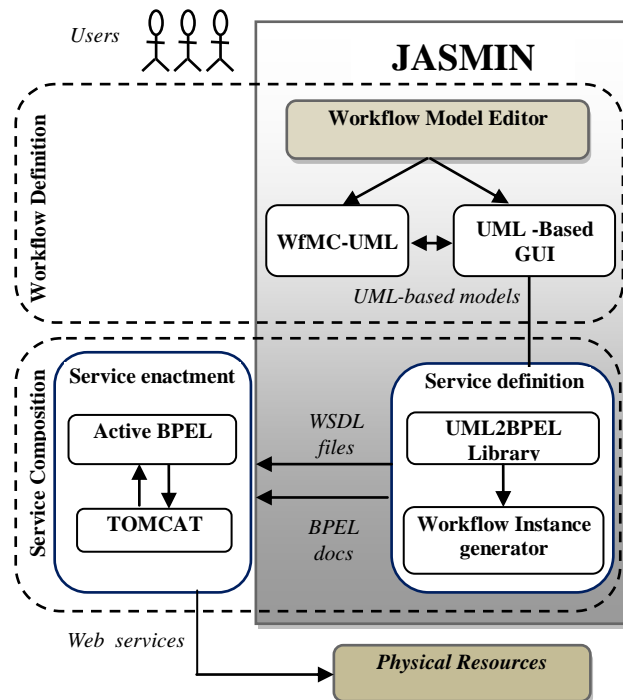 Users
JASMIN
Workflow Definition
Workflow Model Editor
WfMC-UML
UML -Based
GUI
UML-based models
Service Composition
Service enactment
Active BPEL
TOMCAT
WSDL
files
BPEL
docs
Service definition
UML2BPEL
Library
Workflow Instance
generator
Web services
Physical Resources